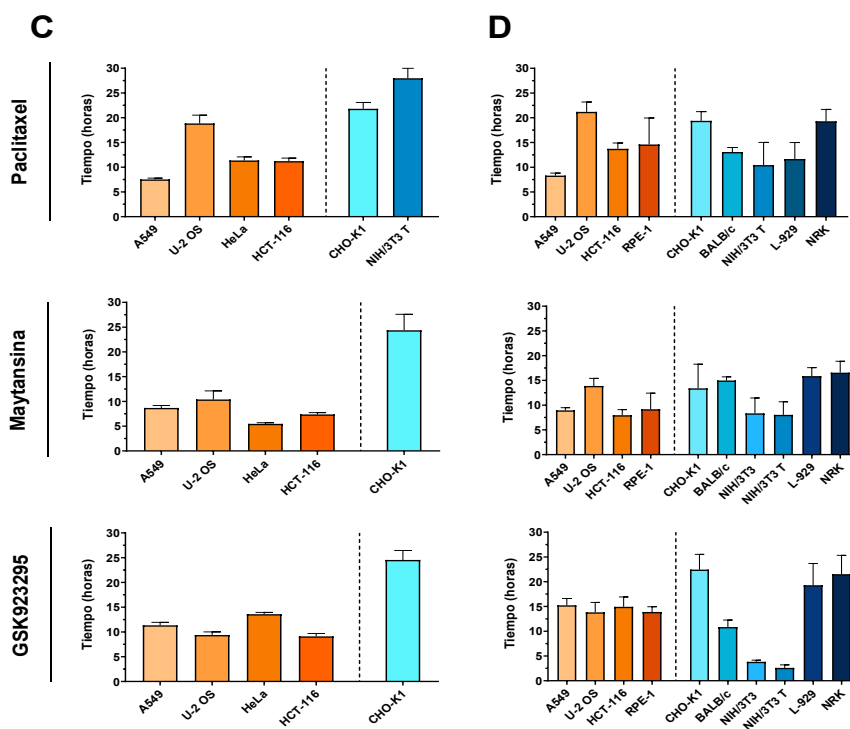 C
D
Paclitaxel
Tiempo (horas)
30
25
20
15
10
5
0
A549
U-2 OS
HeLa
HCT-116
CHO-K1
NIH/3T3 T
Tiempo (horas)
30
25
20
15
10
5
0
A549
U-2 OS
HCT-116
RPE-1
CHO-K1
BALB/c
NIH/3T3 T
L-929
NRK
Maytansina
Tiempo (horas)
30
25
20
15
10
5
0
A549
U-2 OS
HeLa
HCT-116
CHO-K1
Tiempo (horas)
30
25
20
15
10
5
0
A549
U-2 OS
HCT-116
RPE-1
CHO-K1
BALB/c
NIH/3T3
NIH/3T3 T
L-929
NRK
GSK923295
Tiempo (horas)
30
25
20
15
10
5
0
A549
U-2 OS
HeLa
HCT-116
CHO-K1
Tiempo (horas)
30
25
20
15
10
5
0
A549
U-2 OS
HCT-116
RPE-1
CHO-K1
BALB/c
NIH/3T3
NIH/3T3 T
L-929
NRK